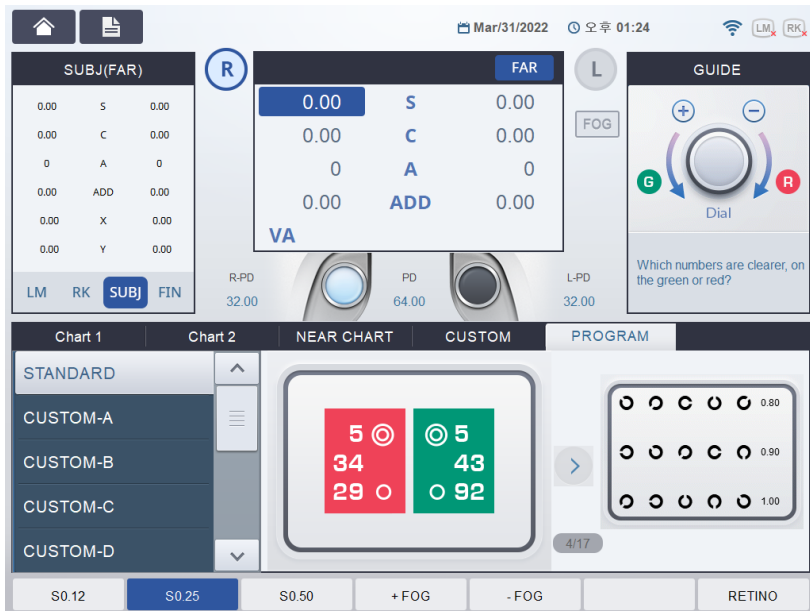 Mar/31/2022 오후 01:24 LM RK
SUBJ(FAR)
0.00 S 0.00
0.00 C 0.00
0 A 0
0.00 ADD 0.00
0.00 X 0.00
0.00 Y 0.00
LM RK SUBJ FIN
R L
FAR
0.00 S 0.00
0.00 C 0.00
0 A 0
0.00 ADD 0.00
VA
FOG
R-PD PD L-PD
32.00 64.00 32.00
GUIDE
G R
Dial
Which numbers are clearer, on
the green or red?
Chart 1 Chart 2 NEAR CHART CUSTOM PROGRAM
STANDARD
CUSTOM-A
CUSTOM-B
CUSTOM-C
CUSTOM-D
5 5
34 43
29 92
0.80
0.90
1.00
4/17
S0.12 S0.25 S0.50 +FOG -FOG RETINO